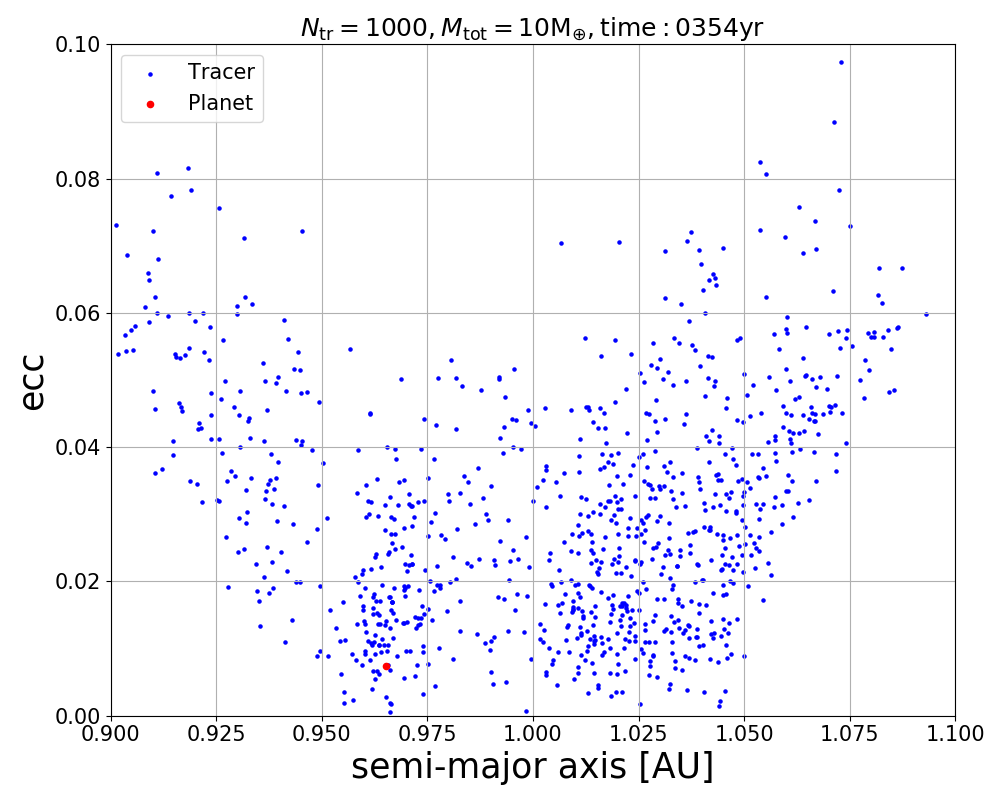 N_tr = 1000, M_tot = 10M_⊕, time : 0354yr
Tracer
Planet
ecc
0.10
0.08
0.06
0.04
0.02
0.00
0.900 0.925 0.950 0.975 1.000 1.025 1.050 1.075 1.100
semi-major axis [AU]